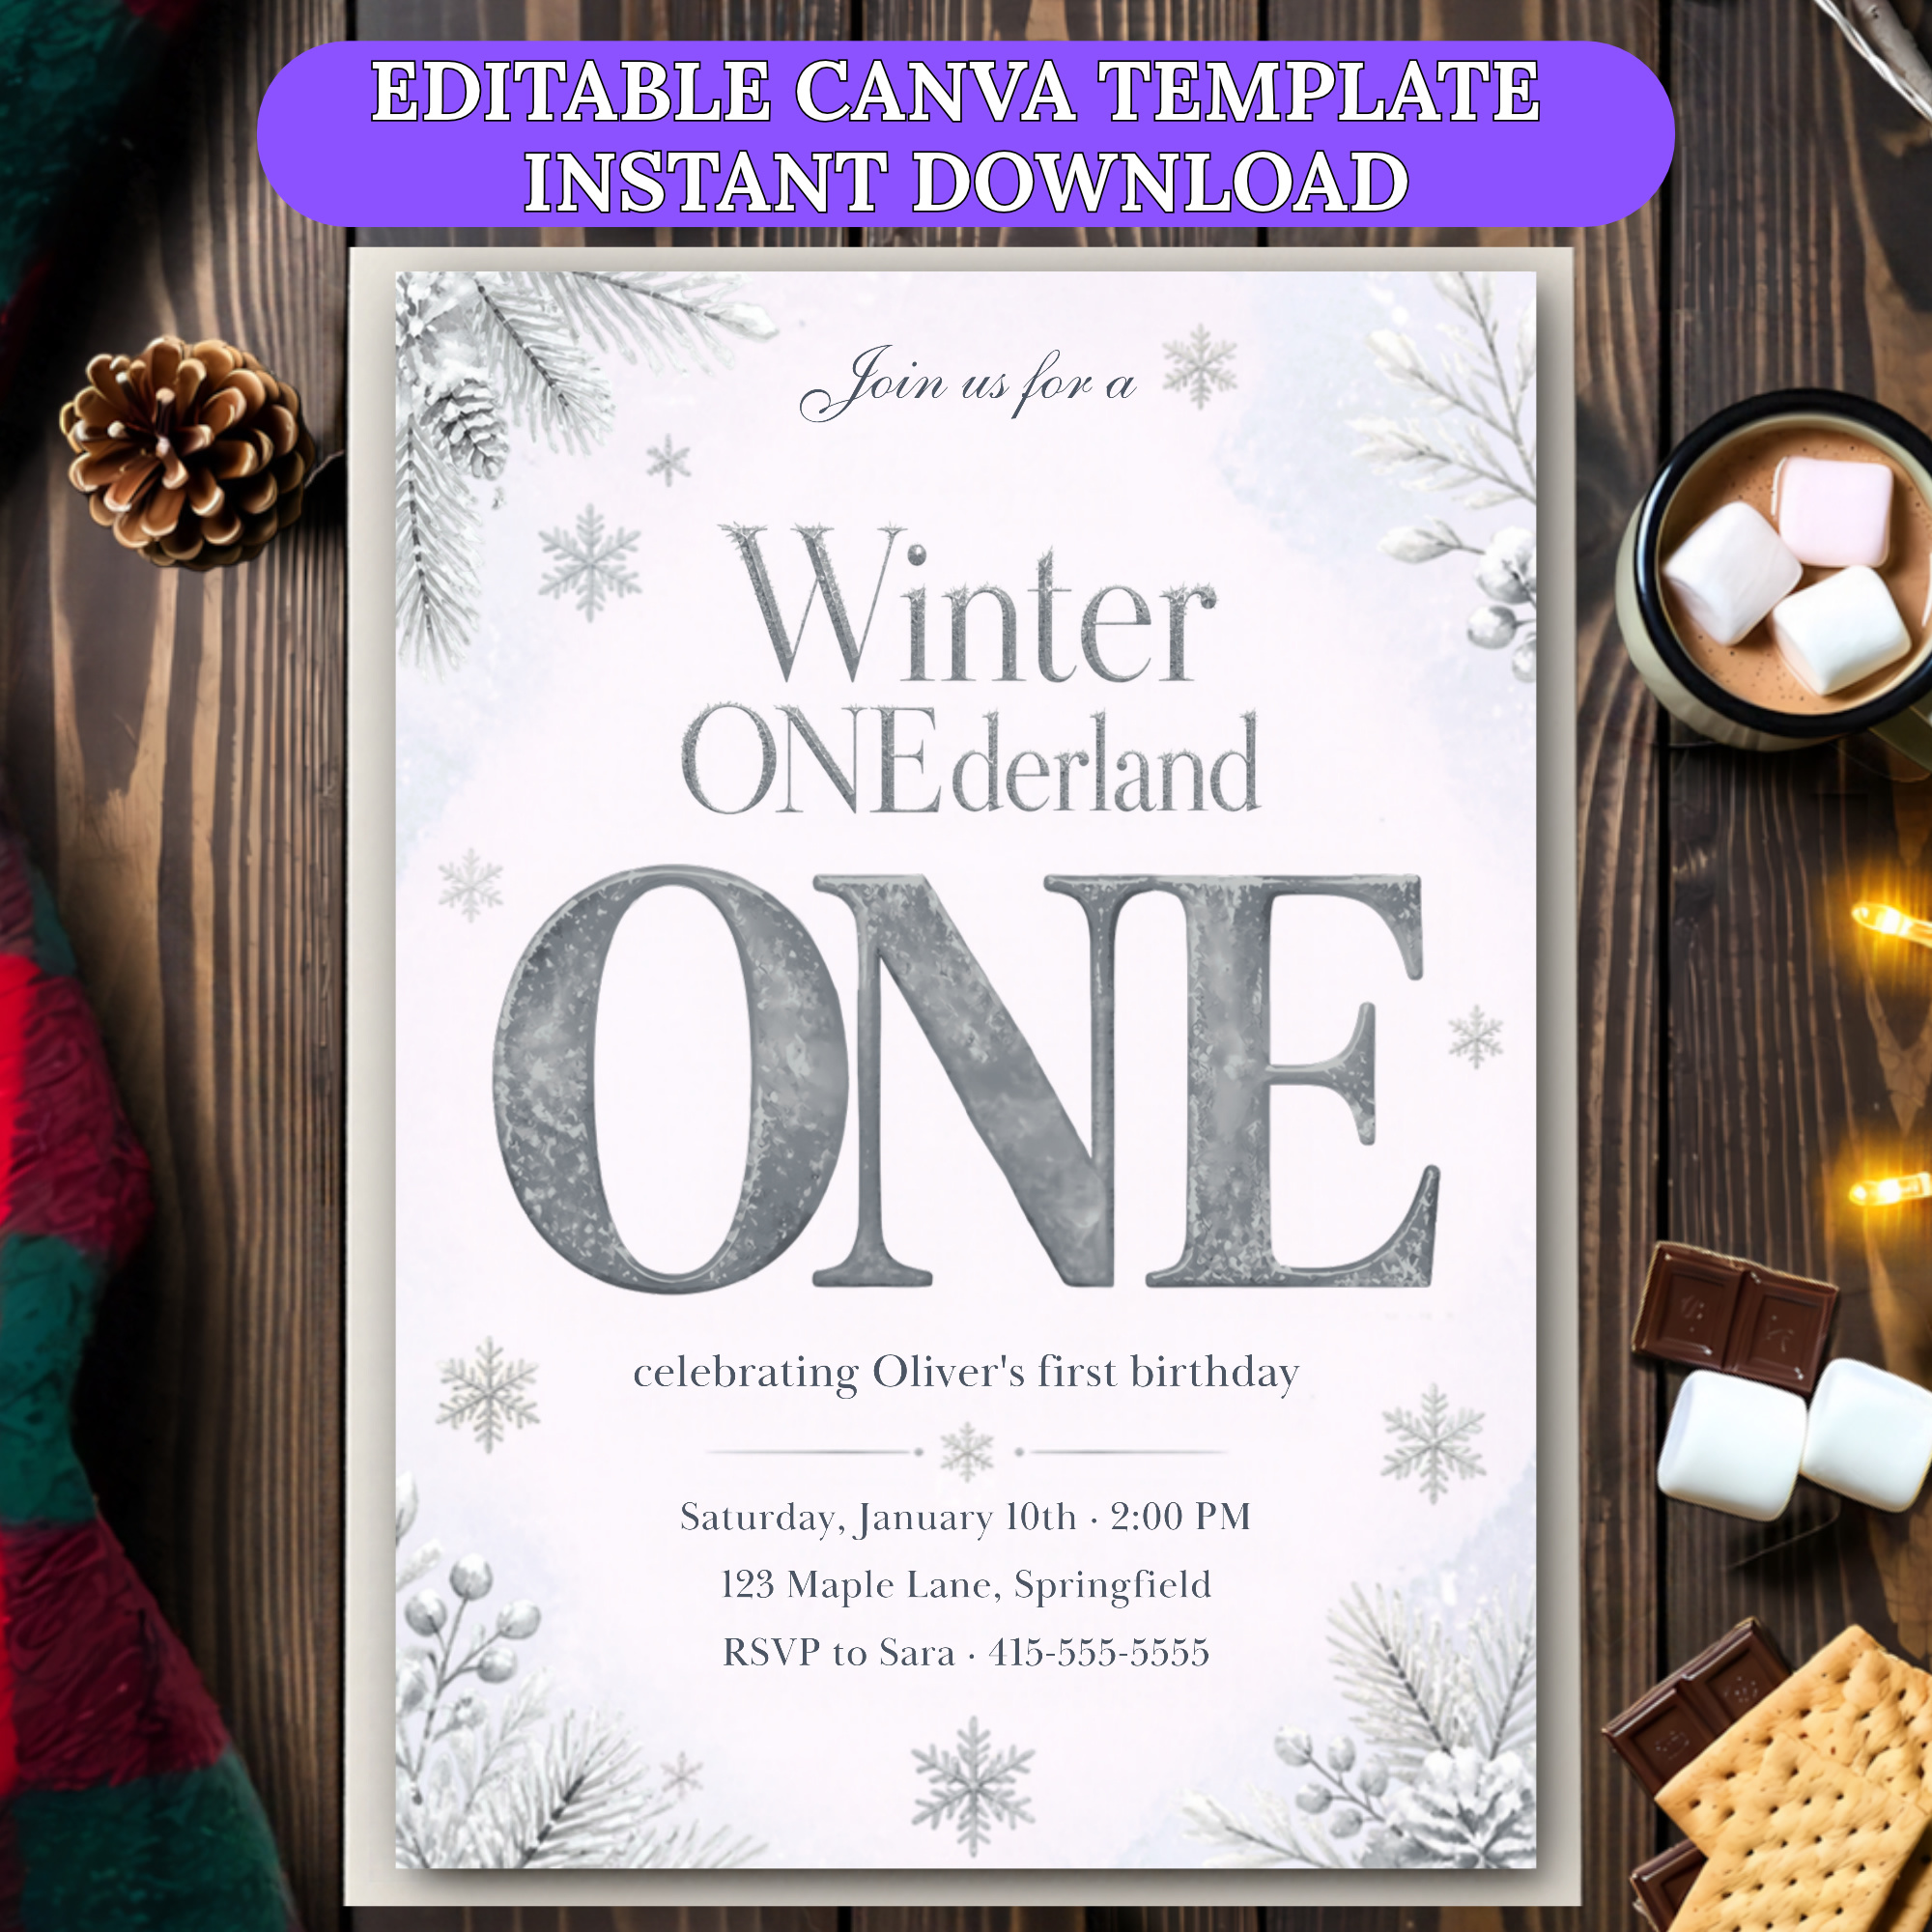 EDITABLE CANVA TEMPLATE
INSTANT DOWNLOAD
Join us for a
Winter
ONEderland
ONE
celebrating Oliver's first birthday
Saturday, January 10th · 2:00 PM
123 Maple Lane, Springfield
RSVP to Sara · 415-555-5555